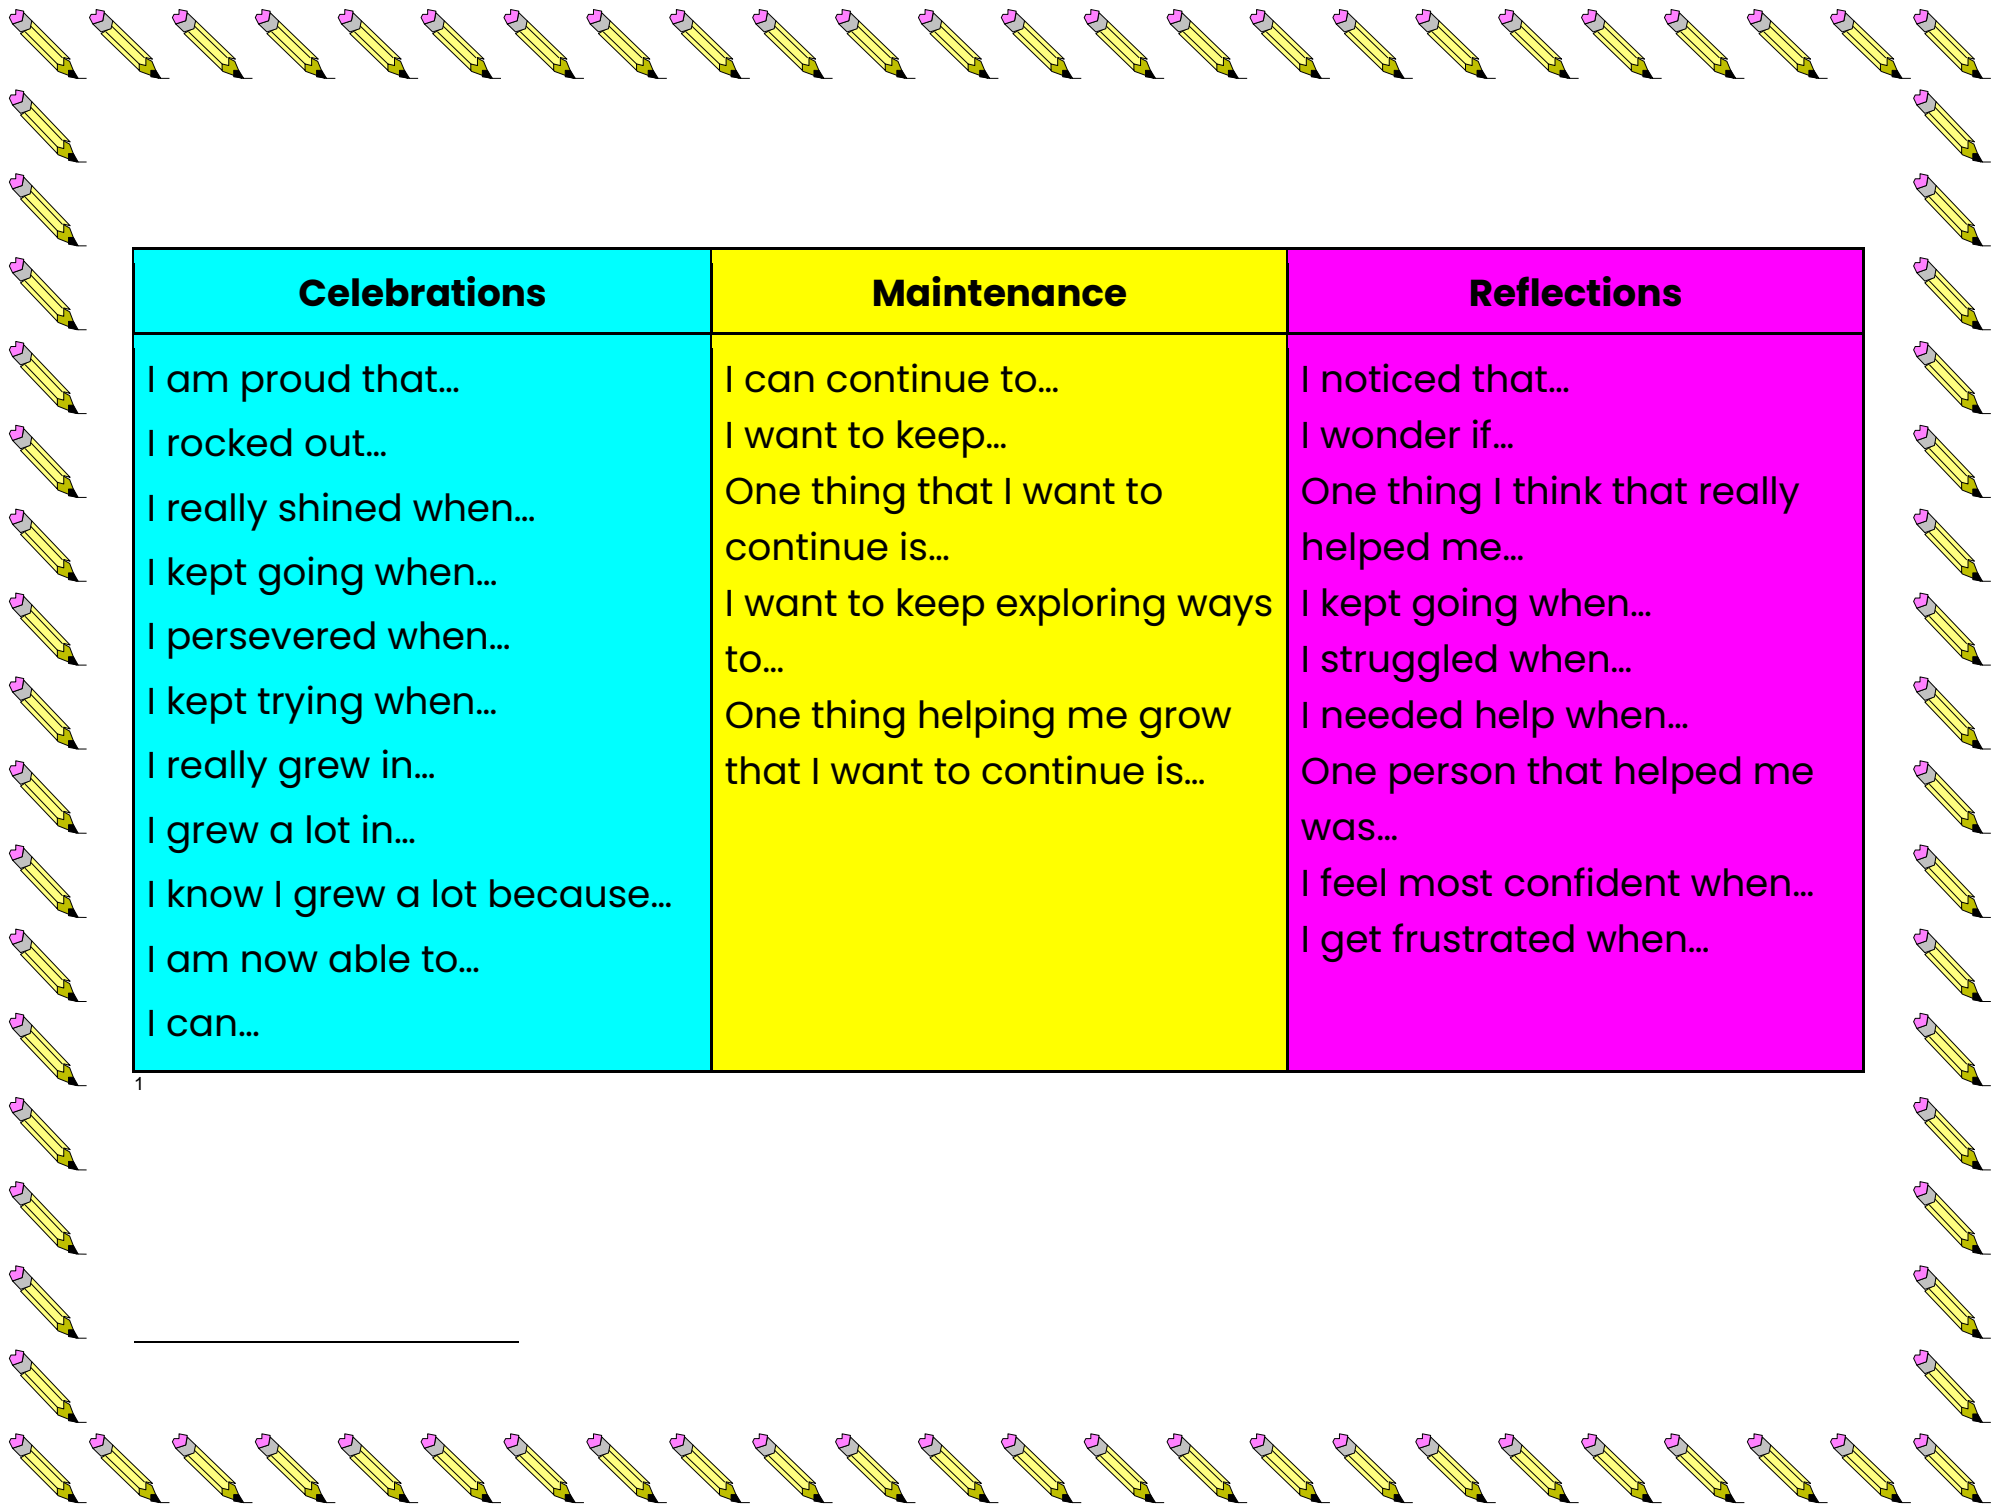 Celebrations
Maintenance
Reflections
I am proud that…
I rocked out…
I really shined when…
I kept going when…
I persevered when…
I kept trying when…
I really grew in…
I grew a lot in…
I know I grew a lot because…
I am now able to…
I can…
I can continue to…
I want to keep…
One thing that I want to
continue is…
I want to keep exploring ways
to…
One thing helping me grow
that I want to continue is…
I noticed that…
I wonder if…
One thing I think that really
helped me…
I kept going when…
I struggled when…
I needed help when…
One person that helped me
was…
I feel most confident when…
I get frustrated when…
1